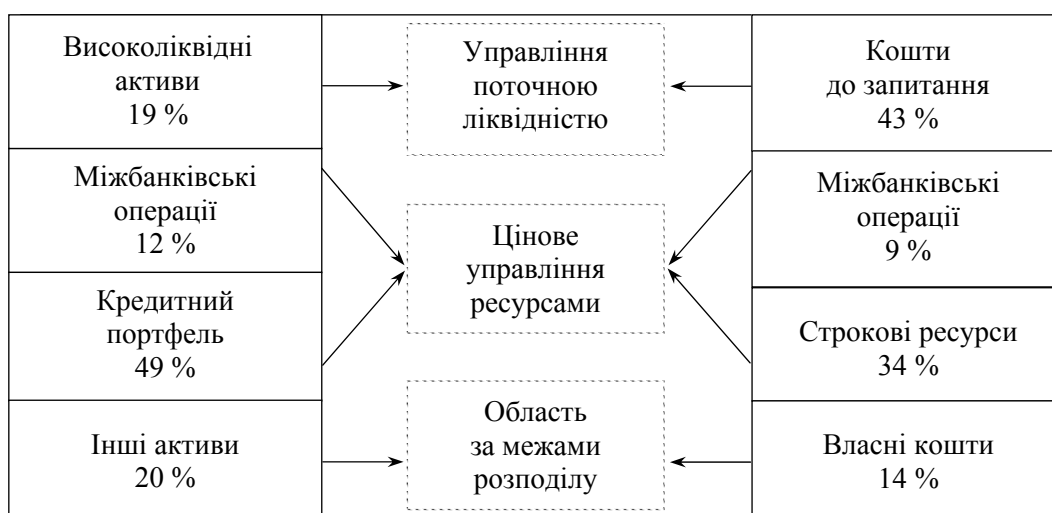 Високоліквідні
активи
19 %
Міжбанківські
операції
12 %
Кредитний
портфель
49 %
Інші активи
20 %
Управління
поточною
ліквідністю
Цінове
управління
ресурсами
Область
за межами
розподілу
Кошти
до запитання
43 %
Міжбанківські
операції
9 %
Строкові ресурси
34 %
Власні кошти
14 %